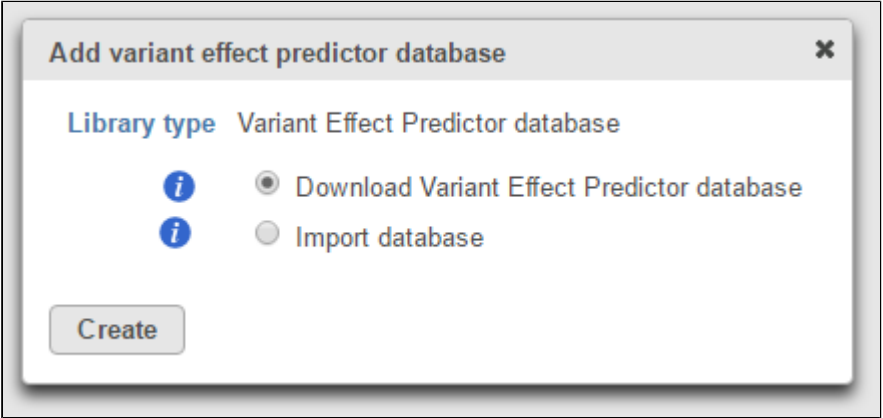 Add variant effect predictor database ✖
Library type Variant Effect Predictor database
i Download Variant Effect Predictor database
i Import database
Create